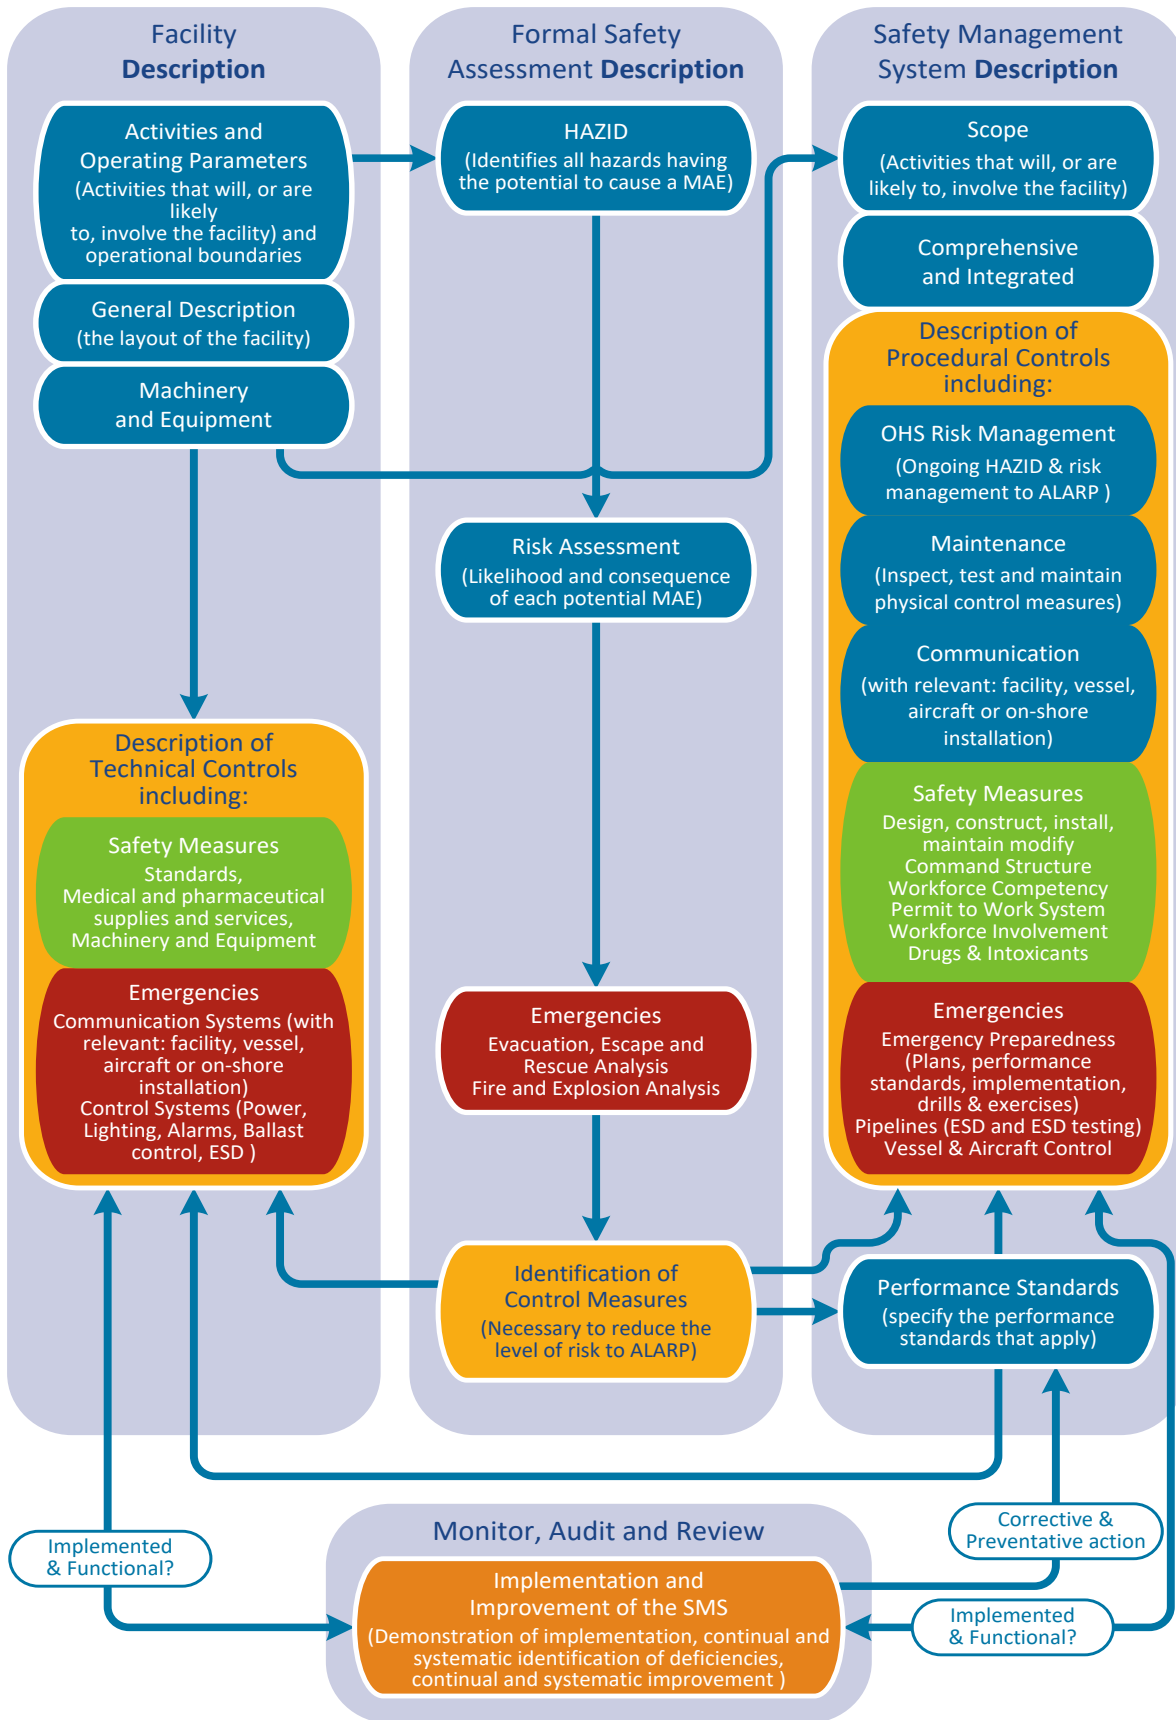 Facility
Description
Activities and
Operating Parameters
(Activities that will, or are
likely
to, involve the facility) and
operational boundaries
General Description
(the layout of the facility)
Machinery
and Equipment
Description of
Technical Controls
including:
Safety Measures
Standards,
Medical and pharmaceutical
supplies and services,
Machinery and Equipment
Emergencies
Communication Systems (with
relevant: facility, vessel,
aircraft or on-shore
installation)
Control Systems (Power,
Lighting, Alarms, Ballast
control, ESD )
Formal Safety
Assessment Description
HAZID
(Identifies all hazards having
the potential to cause a MAE)
Risk Assessment
(Likelihood and consequence
of each potential MAE)
Emergencies
Evacuation, Escape and
Rescue Analysis
Fire and Explosion Analysis
Identification of
Control Measures
(Necessary to reduce the
level of risk to ALARP)
Safety Management
System Description
Scope
(Activities that will, or are
likely to, involve the facility)
Comprehensive
and Integrated
Description of
Procedural Controls
including:
OHS Risk Management
(Ongoing HAZID & risk
management to ALARP )
Maintenance
(Inspect, test and maintain
physical control measures)
Communication
(with relevant: facility, vessel,
aircraft or on-shore
installation)
Safety Measures
Design, construct, install,
maintain modify
Command Structure
Workforce Competency
Permit to Work System
Workforce Involvement
Drugs & Intoxicants
Emergencies
Emergency Preparedness
(Plans, performance
standards, implementation,
drills & exercises)
Pipelines (ESD and ESD testing)
Vessel & Aircraft Control
Performance Standards
(specify the performance
standards that apply)
Implemented
& Functional?
Monitor, Audit and Review
Implementation and
Improvement of the SMS
(Demonstration of implementation, continual and
systematic identification of deficiencies,
continual and systematic improvement )
Corrective &
Preventative action
Implemented
& Functional?